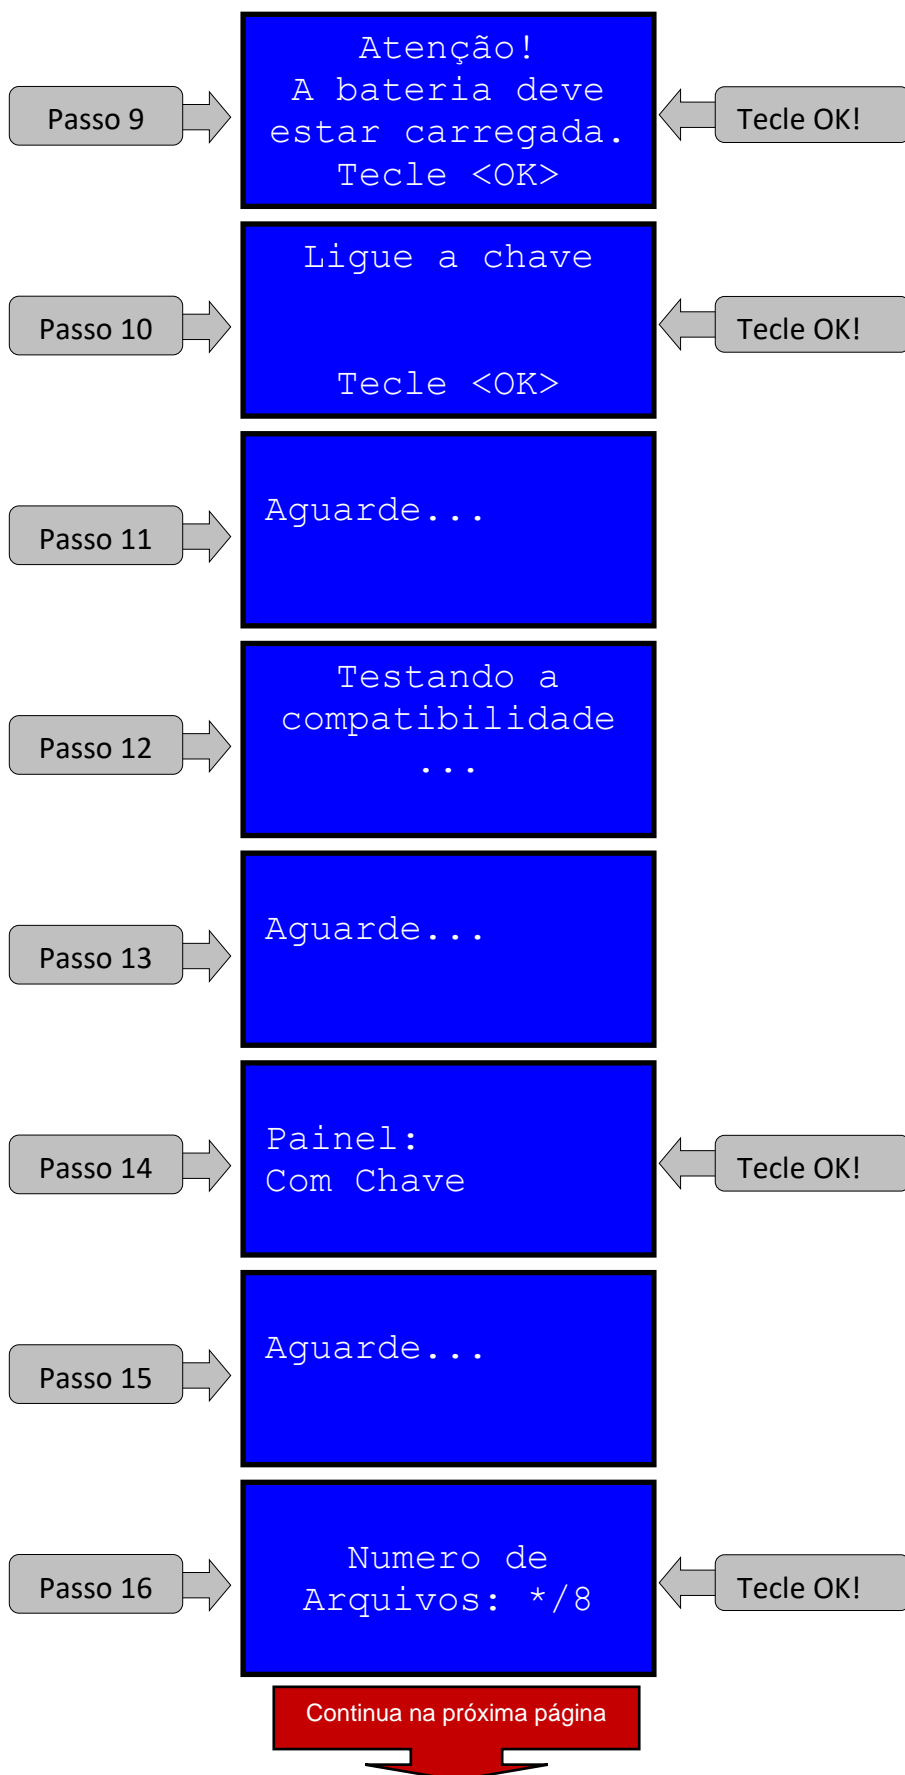 Passo 9
Atenção!
A bateria deve
estar carregada.
Tecle <OK>
Tecle OK!
Passo 10
Ligue a chave
Tecle <OK>
Tecle OK!
Passo 11
Aguarde...
Passo 12
Testando a
compatibilidade
...
Passo 13
Aguarde...
Passo 14
Painel:
Com Chave
Tecle OK!
Passo 15
Aguarde...
Passo 16
Numero de
Arquivos: */8
Tecle OK!
Continua na próxima página